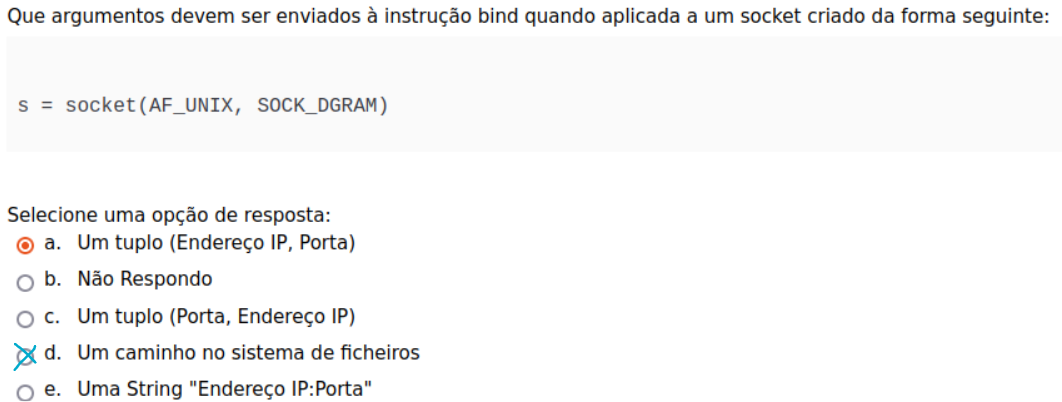 Que argumentos devem ser enviados à instrução bind quando aplicada a um socket criado da forma seguinte:
s = socket(AF_UNIX, SOCK_DGRAM)
Selecione uma opção de resposta:
a. Um tuplo (Endereço IP, Porta)
b. Não Respondo
c. Um tuplo (Porta, Endereço IP)
d. Um caminho no sistema de ficheiros
e. Uma String "Endereço IP:Porta"